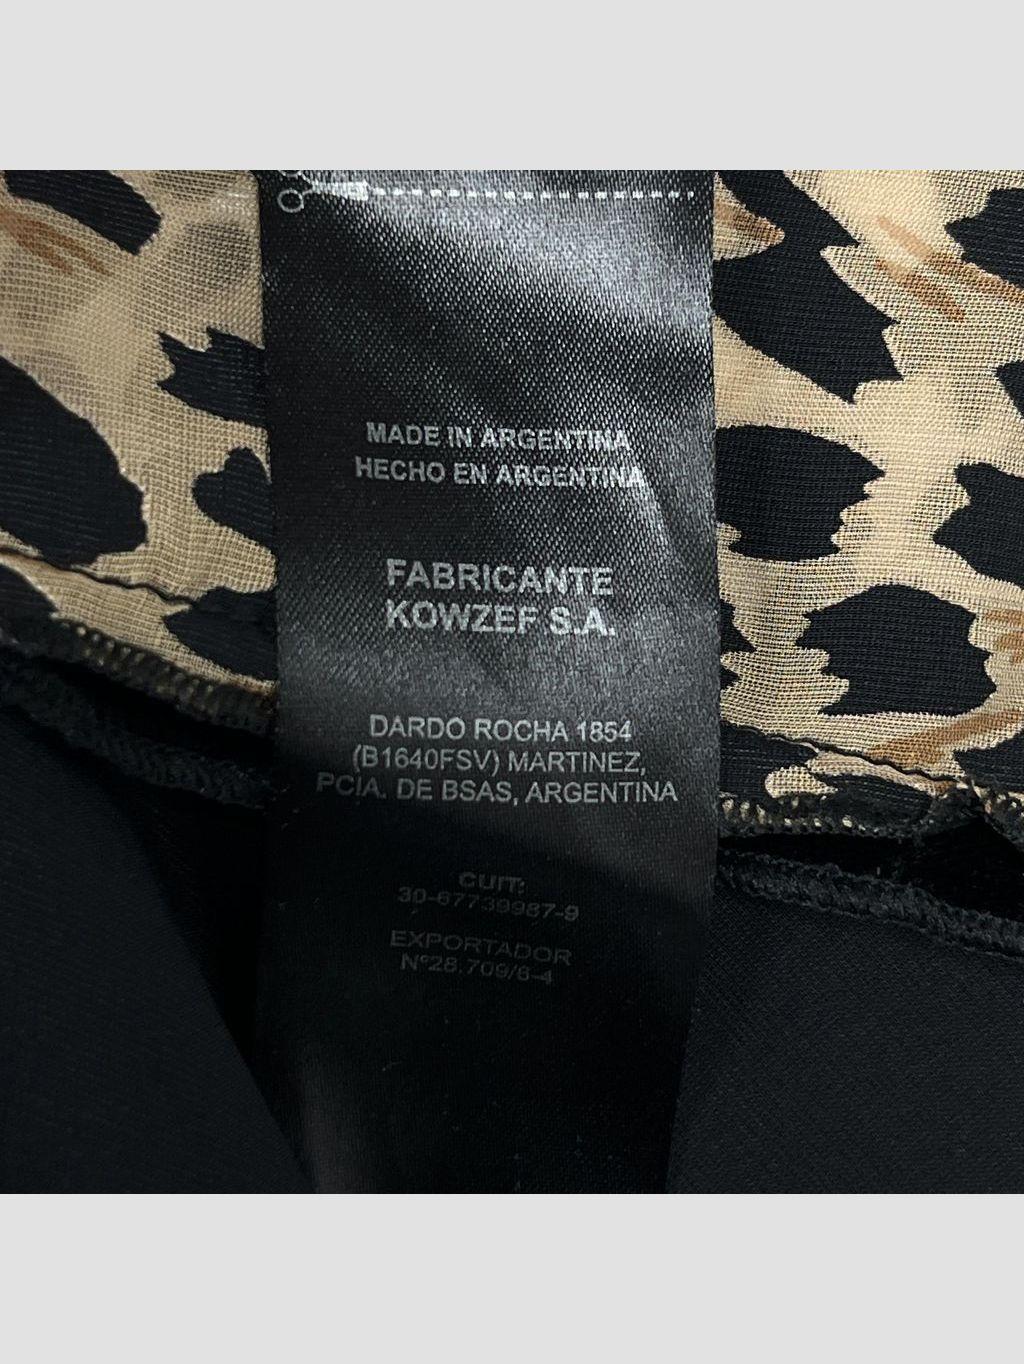 MADE IN ARGENTINA
HECHO EN ARGENTINA
FABRICANTE
KOWZEF S.A.
DARDO ROCHA 1854
(B1640FSV) MARTINEZ,
PCIA. DE BSAS, ARGENTINA
CUIT:
30-67739987-9
EXPORTADOR
N°28.709/6-4